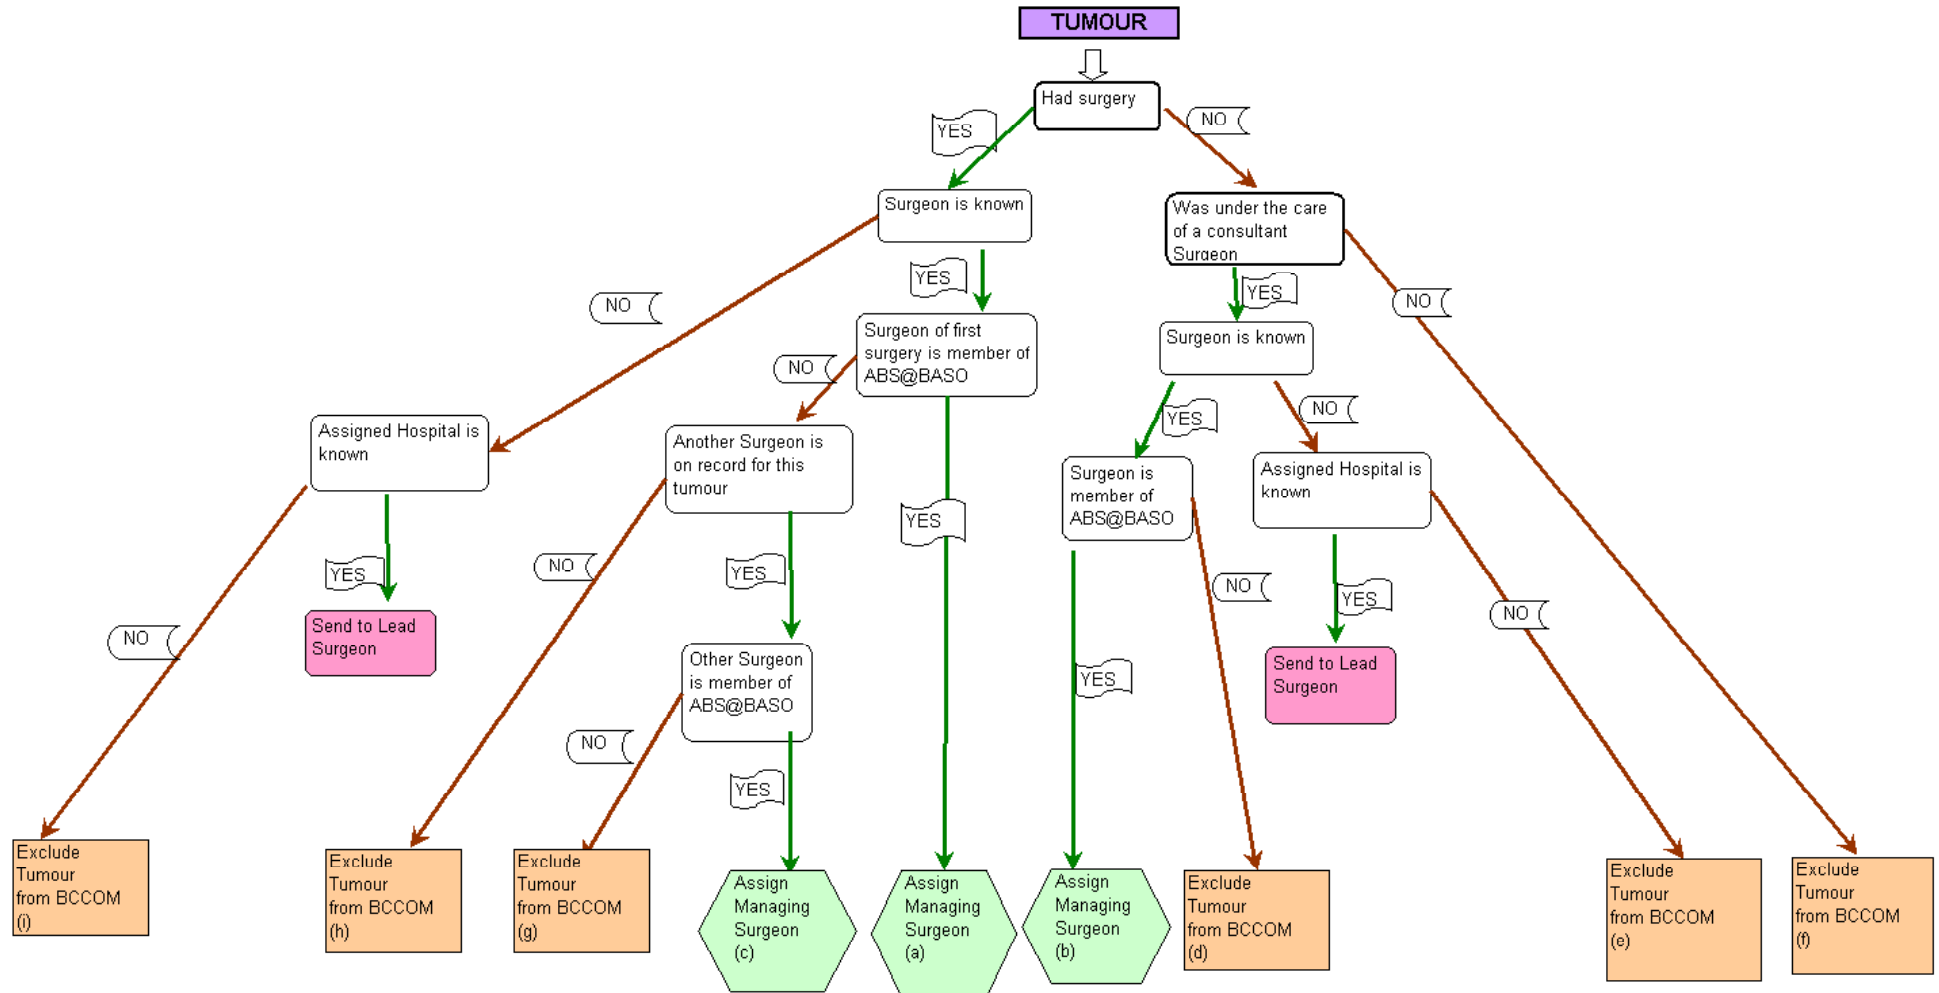 TUMOUR
Had surgery
YES
NO
Surgeon is known
Was under the care
of a consultant
Surgeon
YES
YES
NO
NO
Surgeon of first
surgery is member of
ABS@BASO
Surgeon is known
NO
YES
NO
Assigned Hospital is
known
Another Surgeon is
on record for this
tumour
Surgeon is
member of
ABS@BASO
Assigned Hospital is
known
YES
YES
NO
YES
NO
YES
NO
NO
Send to Lead
Surgeon
Other Surgeon
is member of
ABS@BASO
Send to Lead
Surgeon
YES
NO
YES
Exclude
Tumour
from BCCOM
(i)
Exclude
Tumour
from BCCOM
(h)
Exclude
Tumour
from BCCOM
(g)
Assign
Managing
Surgeon
(c)
Assign
Managing
Surgeon
(a)
Assign
Managing
Surgeon
(b)
Exclude
Tumour
from BCCOM
(d)
Exclude
Tumour
from BCCOM
(e)
Exclude
Tumour
from BCCOM
(f)